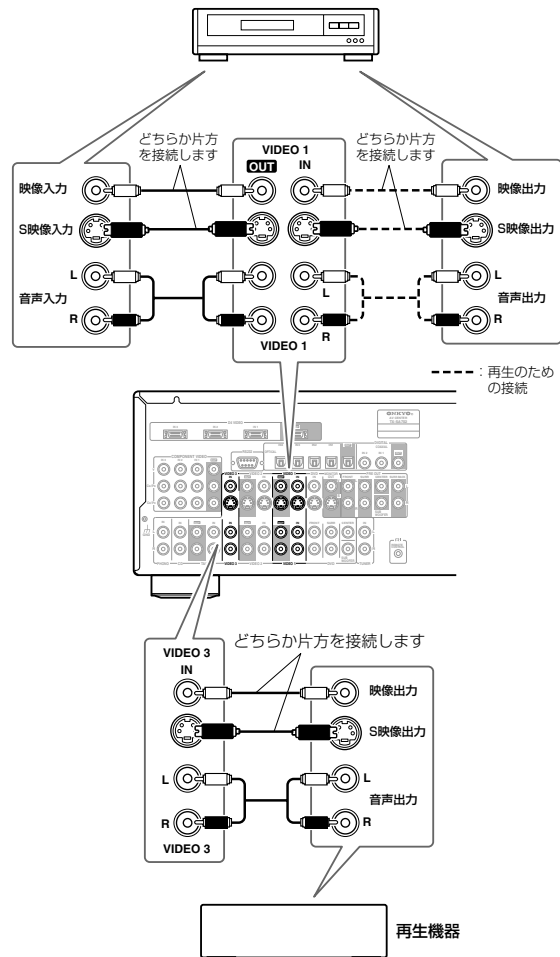 どちらか片方
を接続します
VIDEO 1
OUT IN
どちらか片方
を接続します
映像入力
映像出力
S映像入力
S映像出力
L
L
L
音声入力
音声出力
R
R
R
VIDEO 1
: 再生のため
の接続
ONKYO
COMPONENT VIDEO
VIDEO 3
どちらか片方を接続します
IN
映像出力
S映像出力
L
L
音声出力
R
R
VIDEO 3
再生機器